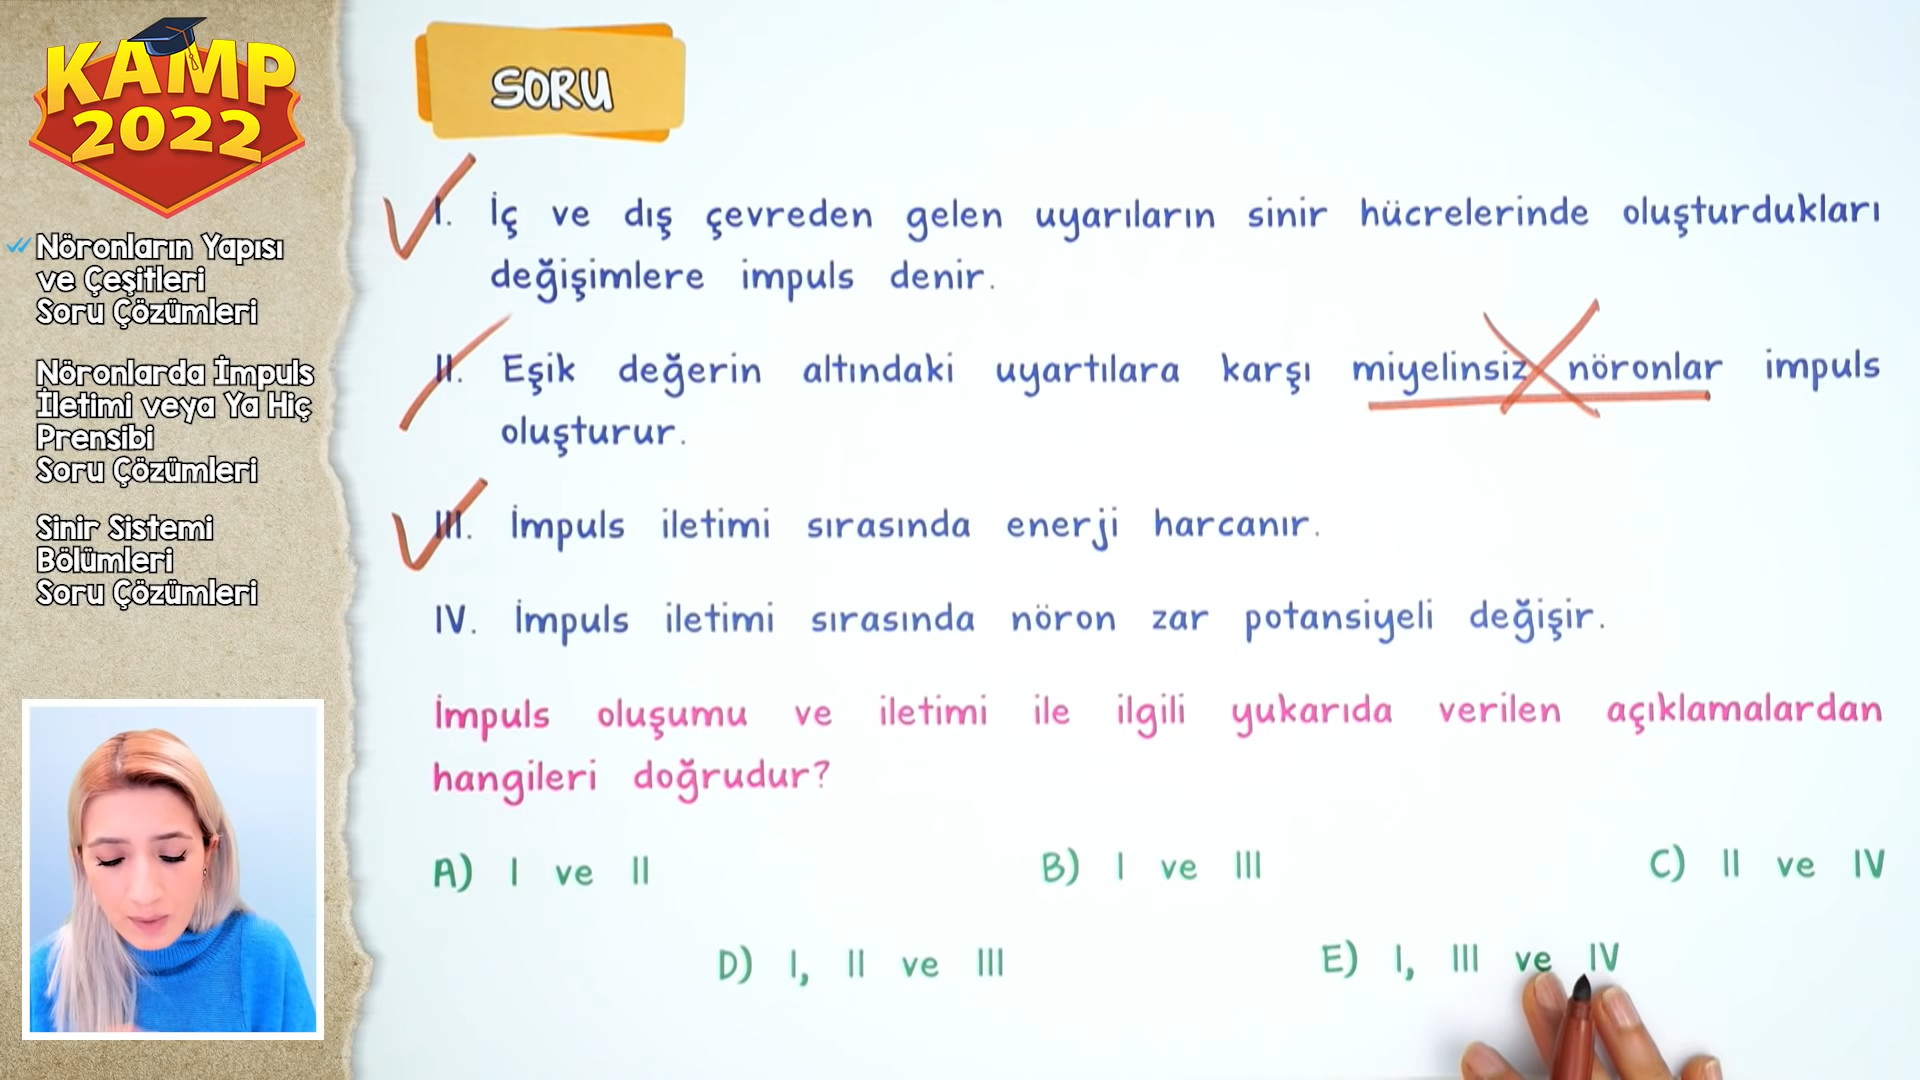 KAMP
2022
Nöronların Yapısı
ve Çeşitleri
Soru Çözümleri
Nöronlarda İmpuls
İletimi veya Ya Hiç
Prensibi
Soru Çözümleri
Sinir Sistemi
Bölümleri
Soru Çözümleri
SORU
I. İç ve dış çevreden gelen uyarıların sinir hücrelerinde oluşturdukları
değişimlere impuls denir.
II. Eşik değerin altındaki uyartılara karşı miyelinsiz nöronlar impuls
oluşturur.
III. İmpuls iletimi sırasında enerji harcanır.
IV. İmpuls iletimi sırasında nöron zar potansiyeli değişir.
İmpuls oluşumu ve iletimi ile ilgili yukarıda verilen açıklamalardan
hangileri doğrudur?
A) I ve II B) I ve III C) II ve IV
D) I, II ve III E) I, III ve IV